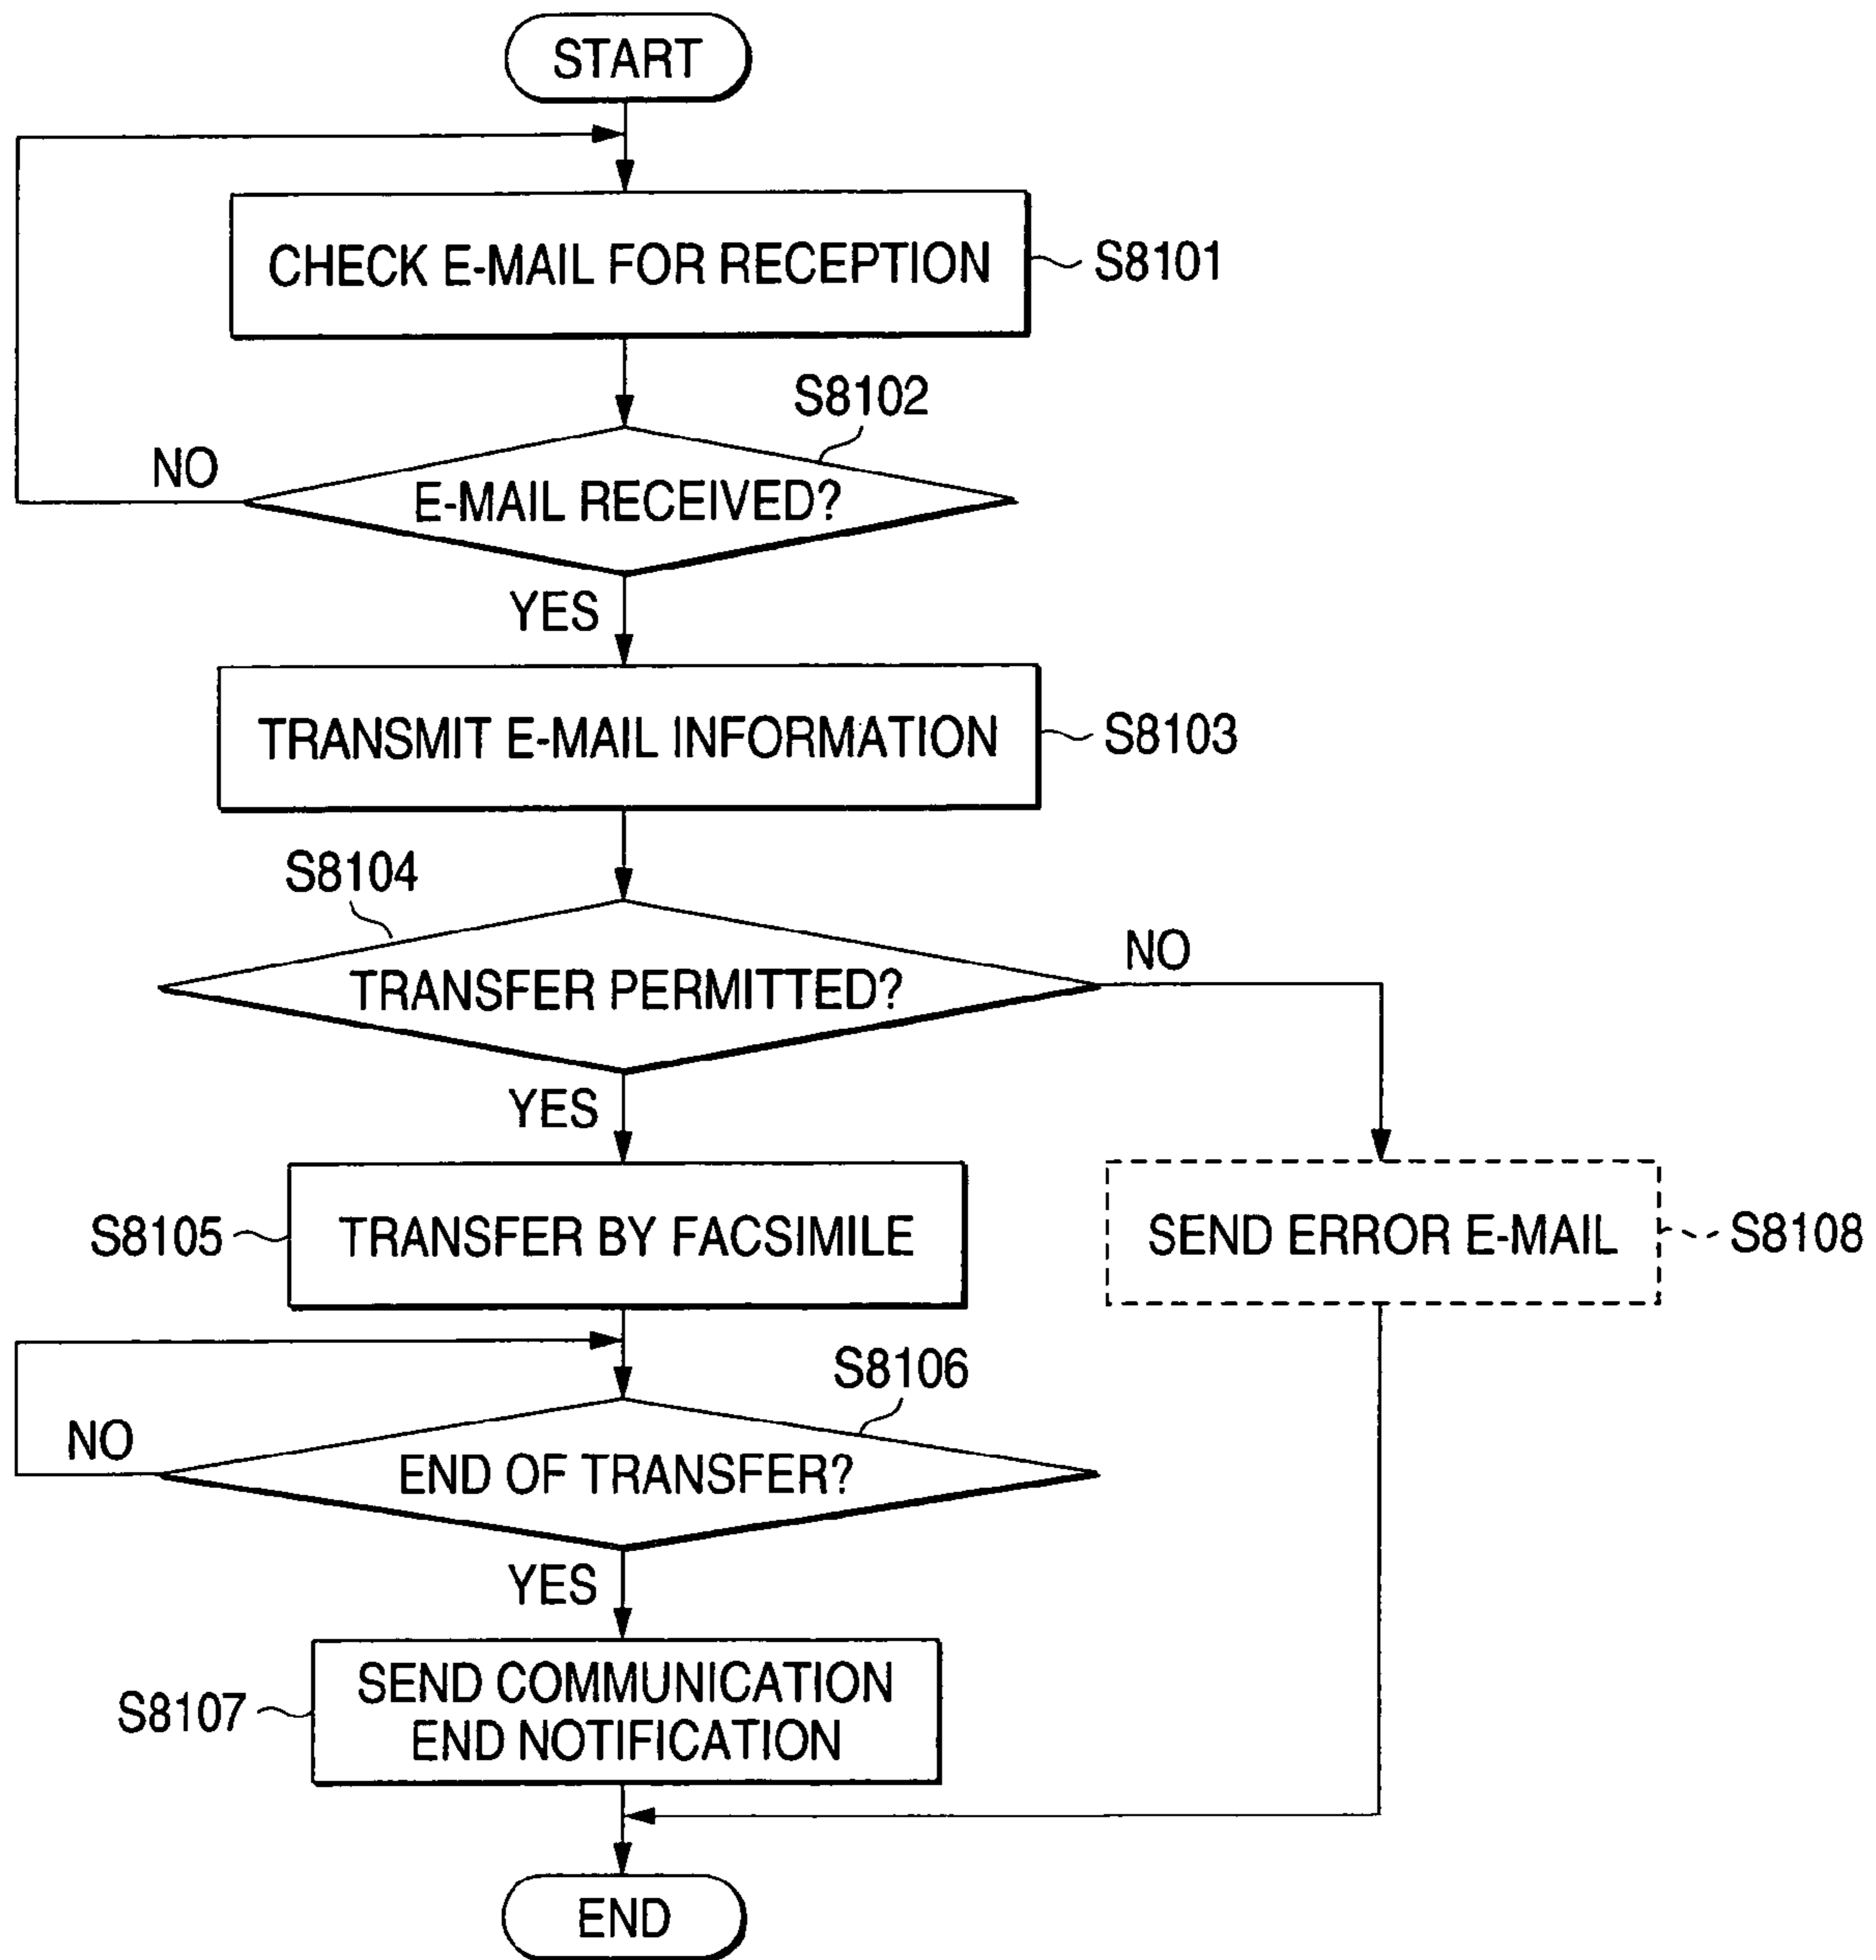 START
CHECK E-MAIL FOR RECEPTION
S8101
S8102
NO
E-MAIL RECEIVED?
YES
TRANSMIT E-MAIL INFORMATION
S8103
S8104
TRANSFER PERMITTED?
NO
YES
S8105
TRANSFER BY FACSIMILE
SEND ERROR E-MAIL
S8108
S8106
NO
END OF TRANSFER?
YES
S8107
SEND COMMUNICATION
END NOTIFICATION
END